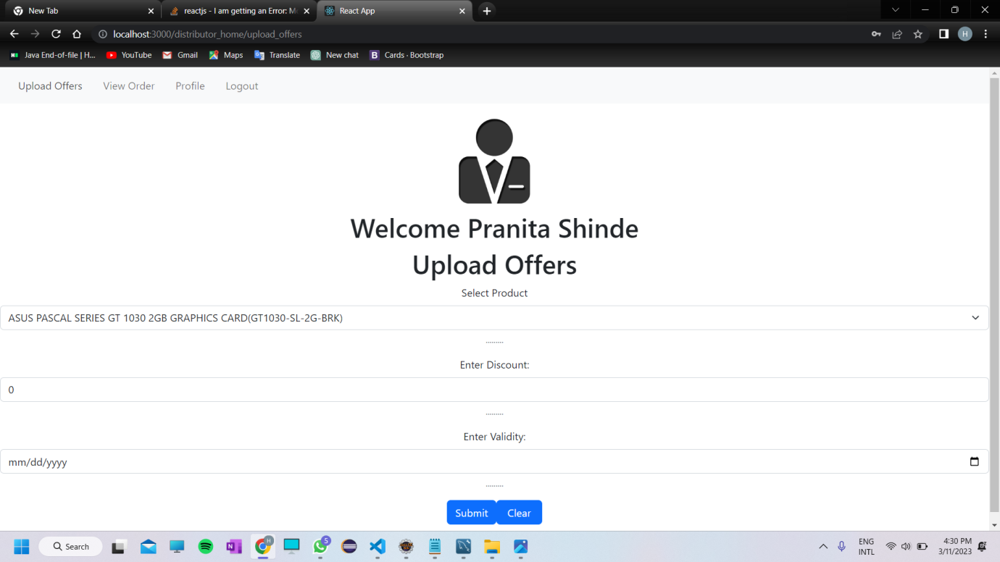 New Tab
reactjs - I am getting an Error: Mo
React App
localhost:3000/distributor_home/upload_offers
H
Java End-of-file | H...
YouTube
Gmail
Maps
Translate
New chat
B
Cards · Bootstrap
Upload Offers
View Order
Profile
Logout
Welcome Pranita Shinde
Upload Offers
Select Product
ASUS PASCAL SERIES GT 1030 2GB GRAPHICS CARD(GT1030-SL-2G-BRK)
.........
Enter Discount:
0
.........
Enter Validity:
mm/dd/yyyy
.........
Submit
Clear
Search
N
H
5
ENG
INTL
4:30 PM
3/11/2023